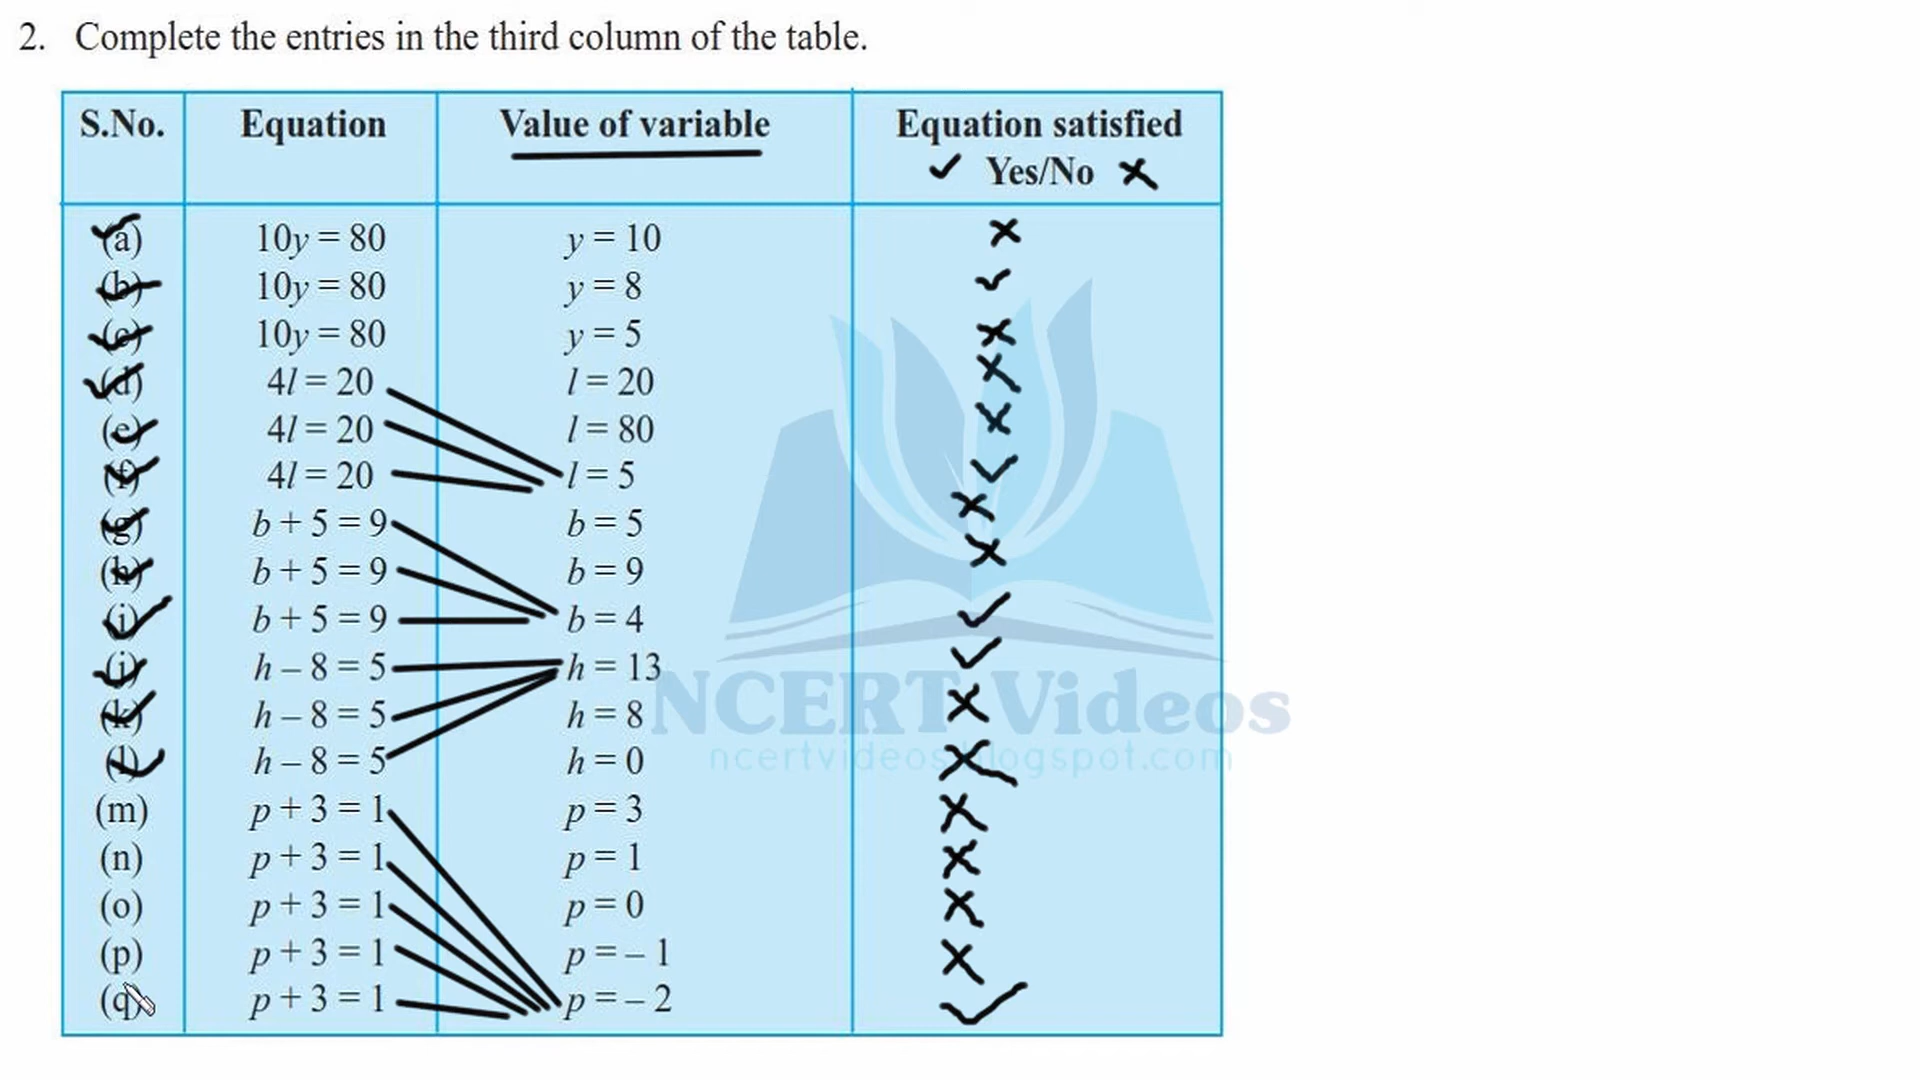 2. Complete the entries in the third column of the table.
S.No. Equation Value of variable Equation satisfied
✓ Yes/No ✗
(a) 10y = 80 y = 10 ✗
(b) 10y = 80 y = 8 ✓
(c) 10y = 80 y = 5 ✗
(d) 4l = 20 l = 20 ✗
(e) 4l = 20 l = 80 ✗
(f) 4l = 20 l = 5 ✓
(g) b + 5 = 9 b = 5 ✗
(h) b + 5 = 9 b = 9 ✗
(i) b + 5 = 9 b = 4 ✓
(j) h – 8 = 5 h = 13 ✓
(k) h – 8 = 5 h = 8 ✗
(l) h – 8 = 5 h = 0 ✗
(m) p + 3 = 1 p = 3 ✗
(n) p + 3 = 1 p = 1 ✗
(o) p + 3 = 1 p = 0 ✗
(p) p + 3 = 1 p = – 1 ✗
(q) p + 3 = 1 p = – 2 ✓
NCERT Videos
ncertvideos.blogspot.com